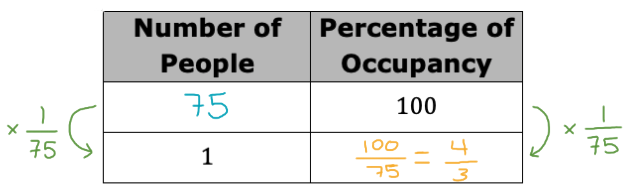 Number of People Percentage of Occupancy
75 100
× 1/75 × 1/75
1 100/75 = 4/3